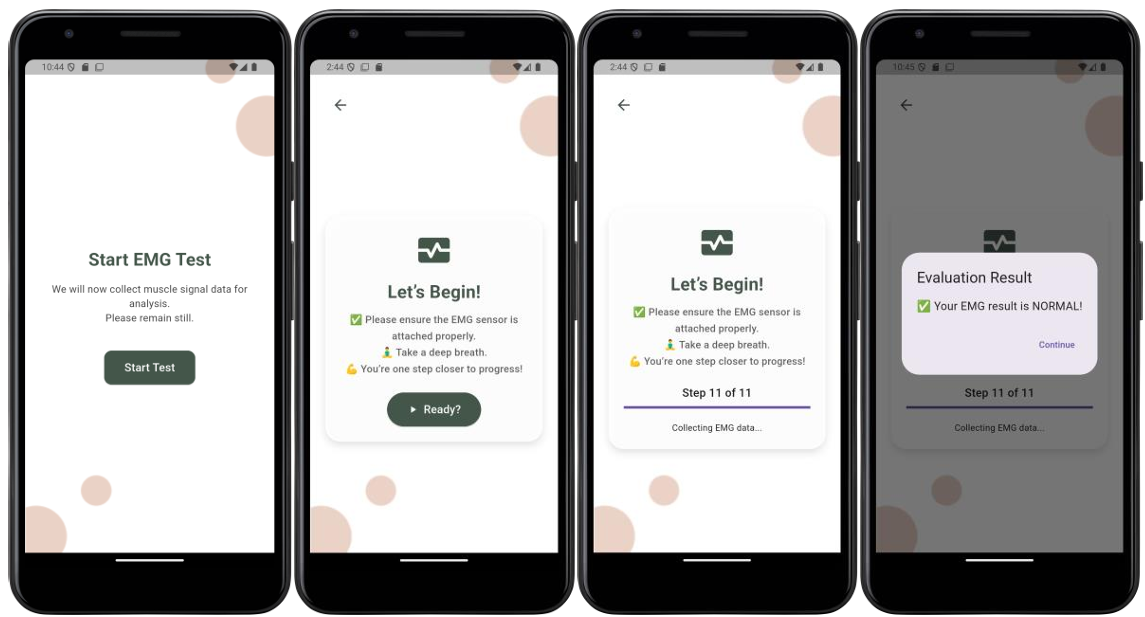 10:44
Start EMG Test
We will now collect muscle signal data for
analysis.
Please remain still.
Start Test
2:44
Let's Begin!
✅ Please ensure the EMG sensor is
attached properly.
🧘‍♂️ Take a deep breath.
💪 You're one step closer to progress!
Ready?
2:44
Let's Begin!
✅ Please ensure the EMG sensor is
attached properly.
🧘‍♂️ Take a deep breath.
💪 You're one step closer to progress!
Step 11 of 11
Collecting EMG data...
10:45
Evaluation Result
✅ Your EMG result is NORMAL!
Continue
Step 11 of 11
Collecting EMG data...